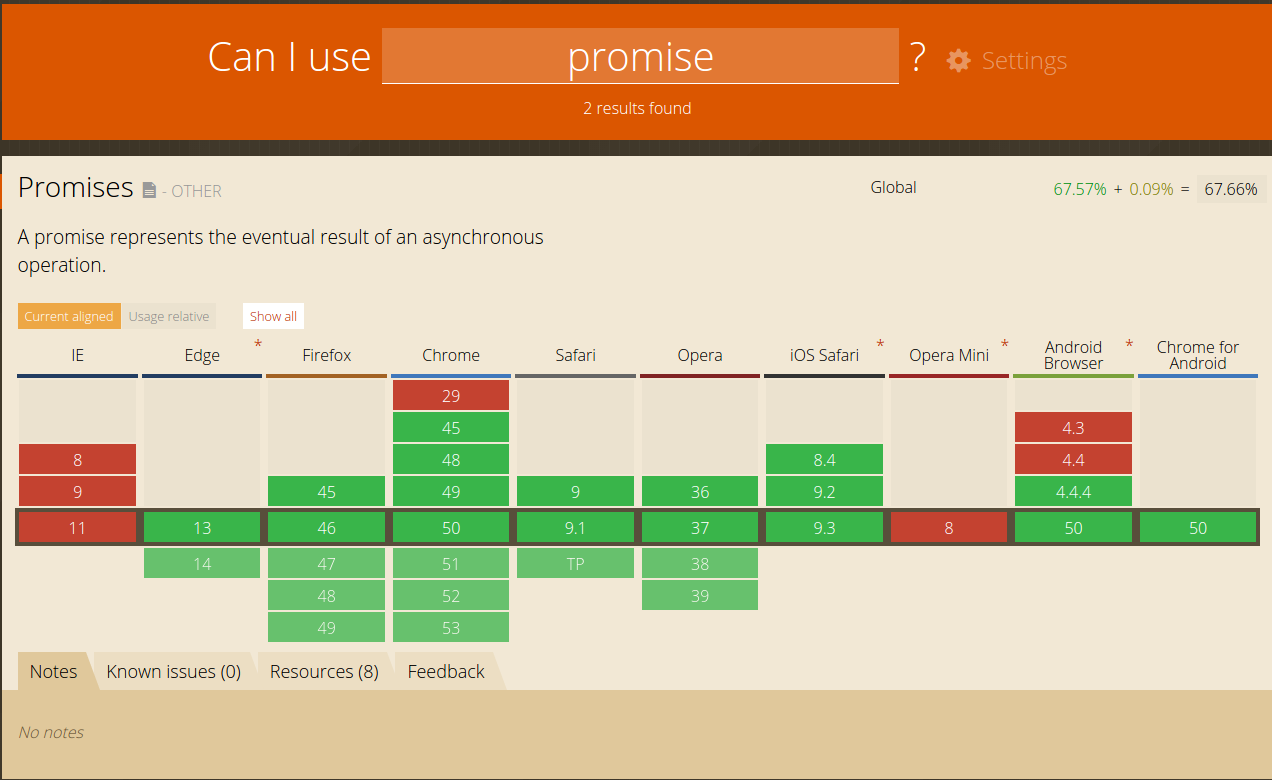 Can I use promise ? Settings
2 results found
Promises - OTHER
Global 67.57% + 0.09% = 67.66%
A promise represents the eventual result of an asynchronous
operation.
Current aligned Usage relative Show all
IE Edge * Firefox Chrome Safari Opera iOS Safari * Opera Mini * Android Browser * Chrome for Android
29
45 4.3
8 48 8.4 4.4
9 45 49 9 36 9.2 4.4.4
11 13 46 50 9.1 37 9.3 8 50 50
14 47 51 TP 38
48 52 39
49 53
Notes Known issues (0) Resources (8) Feedback
No notes